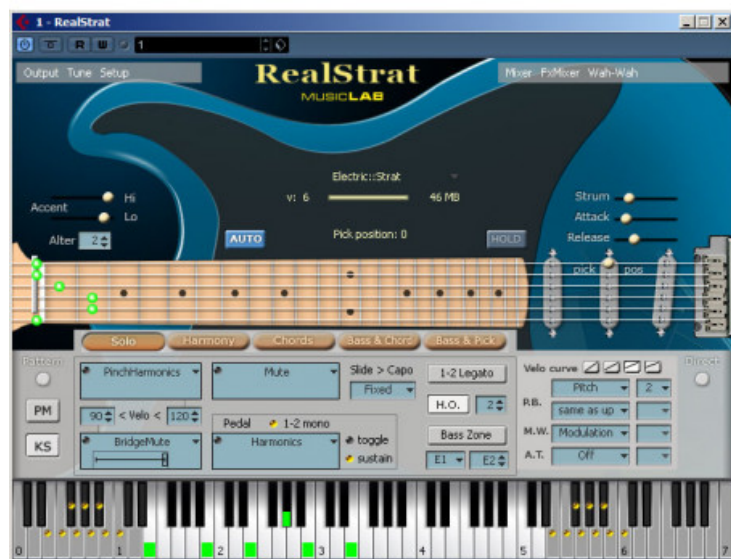 1 - RealStrat
R W 1
Output Tune Setup
RealStrat
Mixer FxMixer Wah-Wah
MUSICLAB
Electric::Strat
Accent Hi
Lo
v: 6 46 MB
Strum
Attack
Release
Alter 2
AUTO
Pick position: 0
HOLD
pick pos
Solo Harmony Chords Bass & Chord Bass & Pick
Pattern
PinchHarmonics
Mute
Slide > Capo
Fixed
1-2 Legato
Velo curve
Direct
PM
90 < Velo < 120
Pedal 1-2 mono
H.O. 2
P.B. Pitch 2
same as up
KS
BridgeMute
Harmonics
toggle
sustain
Bass Zone
E1 E2
M.W. Modulation
A.T. Off
0 1 2 3 4 5 6 7